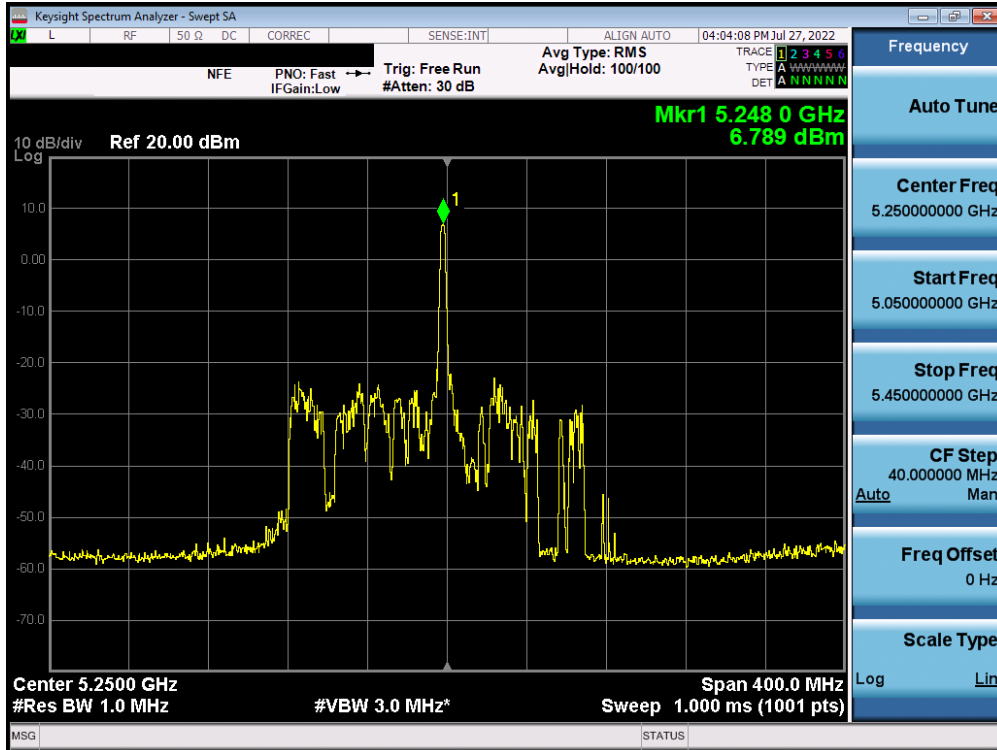 Keysight Spectrum Analyzer - Swept SA
LXI L RF 50 Ω DC CORREC SENSE:INT ALIGN AUTO 04:04:08 PM Jul 27, 2022
NFE PNO: Fast Trig: Free Run Avg Type: RMS TRACE 1 2 3 4 5 6
IFGain:Low #Atten: 30 dB Avg|Hold: 100/100 TYPE A WWWWW
DET A N N N N N
Mkr1 5.248 0 GHz
6.789 dBm
10 dB/div Ref 20.00 dBm
Log
1
10.0
0.00
-10.0
-20.0
-30.0
-40.0
-50.0
-60.0
-70.0
Center 5.2500 GHz Span 400.0 MHz
#Res BW 1.0 MHz #VBW 3.0 MHz* Sweep 1.000 ms (1001 pts)
MSG STATUS
Frequency
Auto Tune
Center Freq
5.250000000 GHz
Start Freq
5.050000000 GHz
Stop Freq
5.450000000 GHz
CF Step
40.000000 MHz
Auto Man
Freq Offset
0 Hz
Scale Type
Log Lin